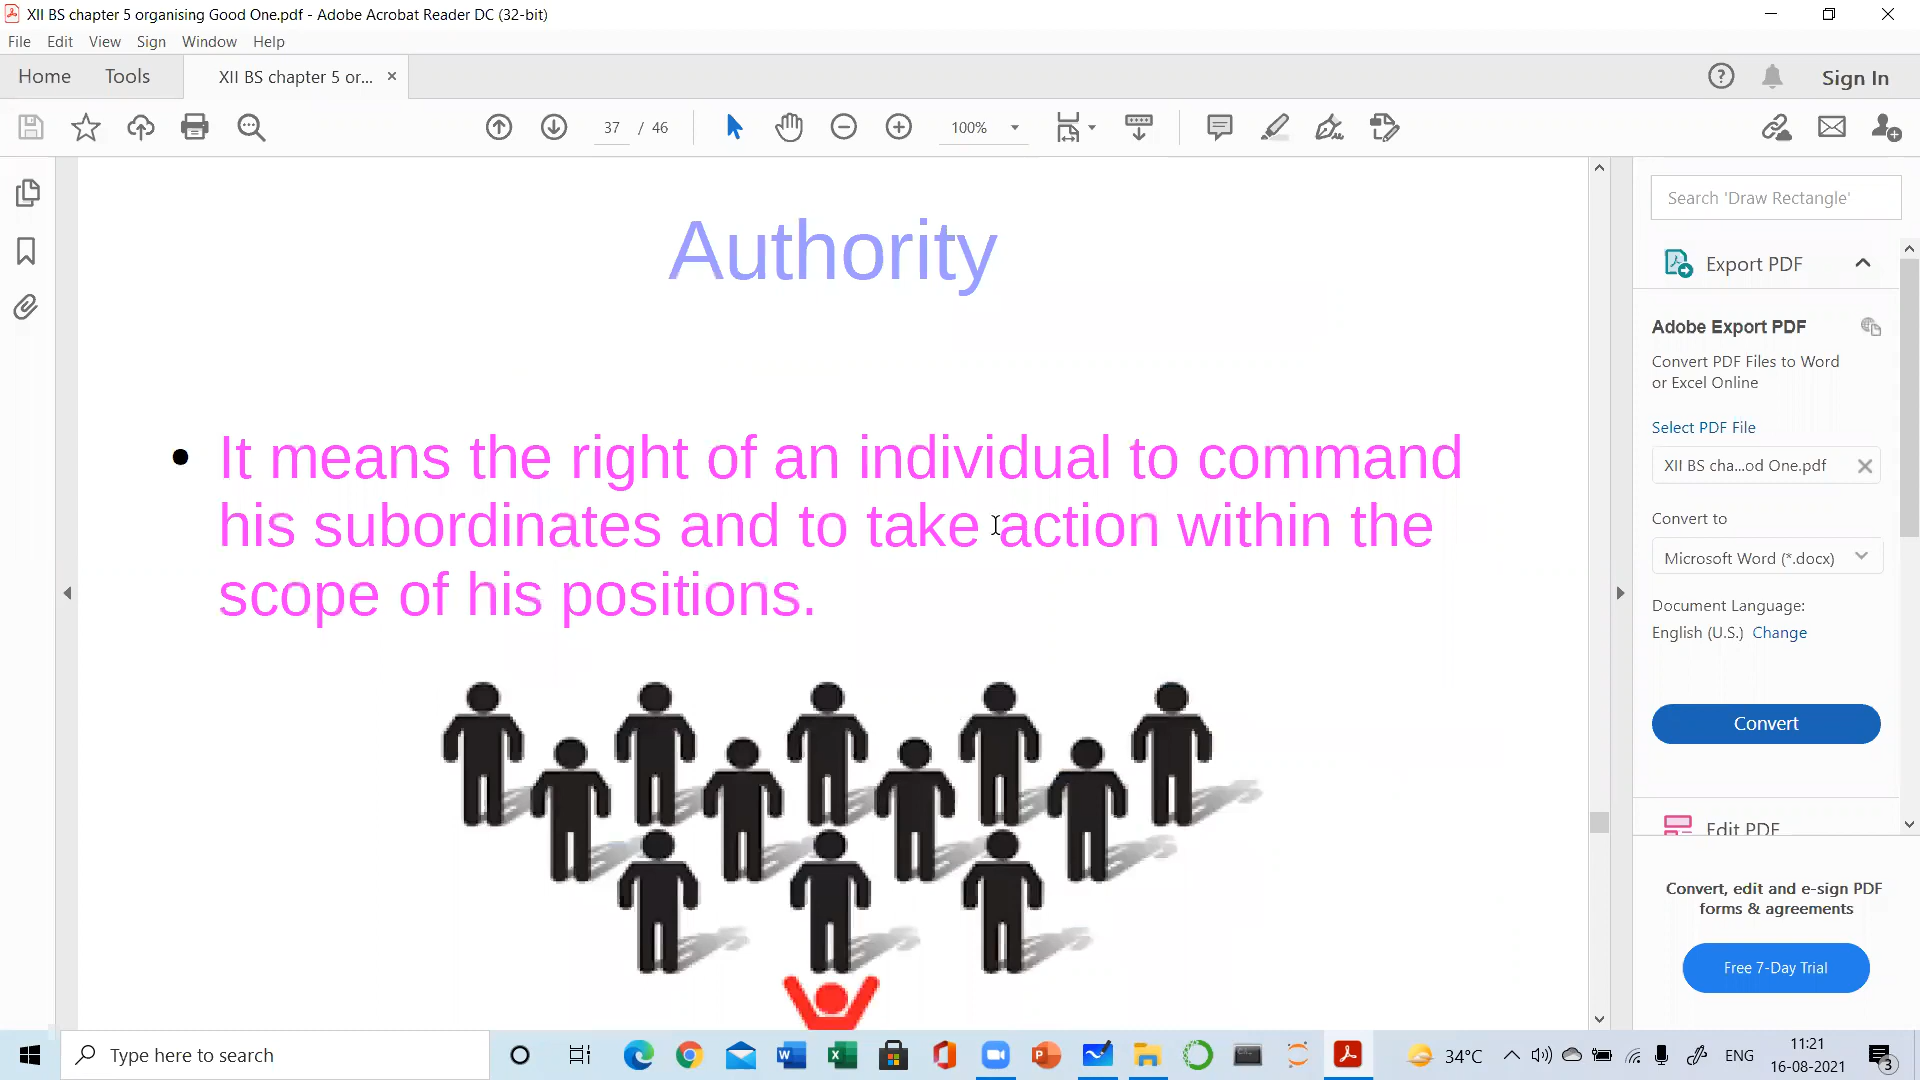 XII BS chapter 5 organising Good One.pdf - Adobe Acrobat Reader DC (32-bit)
File Edit View Sign Window Help
Home Tools XII BS chapter 5 or... × Sign In
37 / 46 100%
Authority
• It means the right of an individual to command
his subordinates and to take action within the
scope of his positions.
Search 'Draw Rectangle'
Export PDF
Adobe Export PDF
Convert PDF Files to Word
or Excel Online
Select PDF File
XII BS cha...od One.pdf
Convert to
Microsoft Word (*.docx)
Document Language:
English (U.S.) Change
Convert
Edit PDF
Convert, edit and e-sign PDF
forms & agreements
Free 7-Day Trial
Type here to search
34°C ENG
11:21
16-08-2021
3